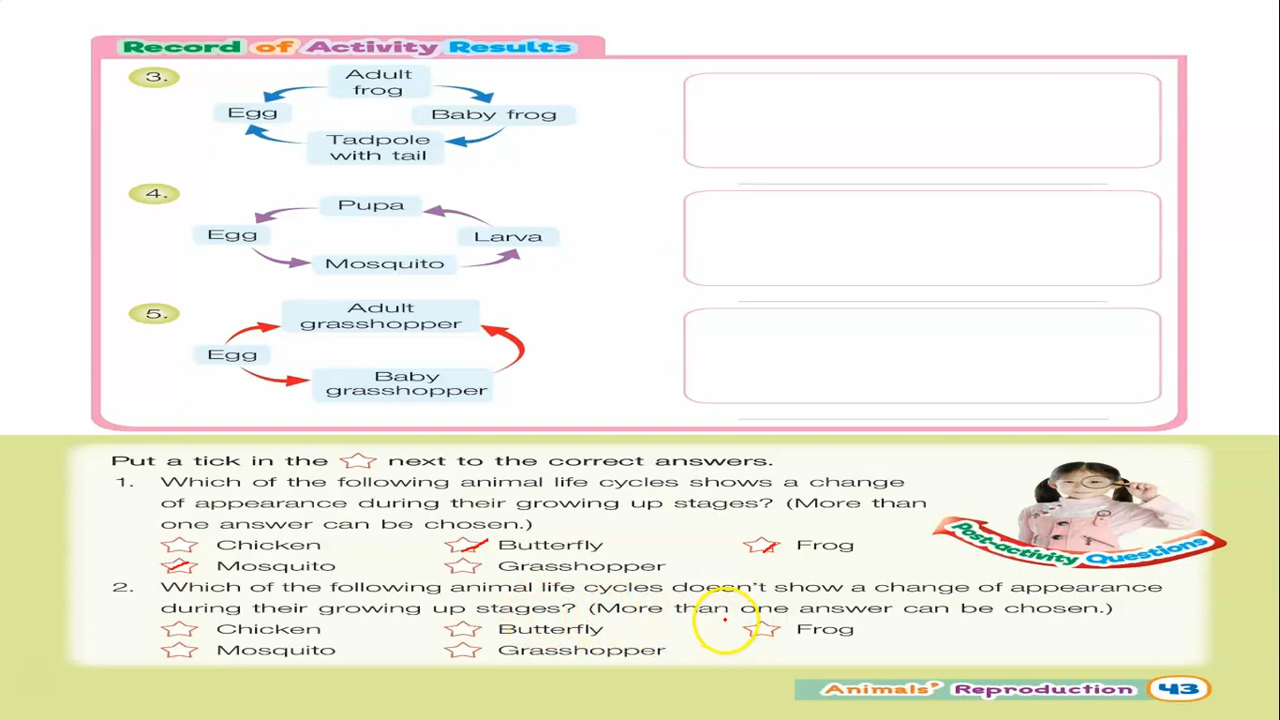 Record of Activity Results
3.
Adult
frog
Egg
Baby frog
Tadpole
with tail
4.
Pupa
Egg
Larva
Mosquito
5.
Adult
grasshopper
Egg
Baby
grasshopper
Put a tick in the ☆ next to the correct answers.
1. Which of the following animal life cycles shows a change
of appearance during their growing up stages? (More than
one answer can be chosen.)
Chicken Butterfly Frog
Mosquito Grasshopper
Post-activity Questions
2. Which of the following animal life cycles doesn't show a change of appearance
during their growing up stages? (More than one answer can be chosen.)
Chicken Butterfly Frog
Mosquito Grasshopper
Animals' Reproduction 43